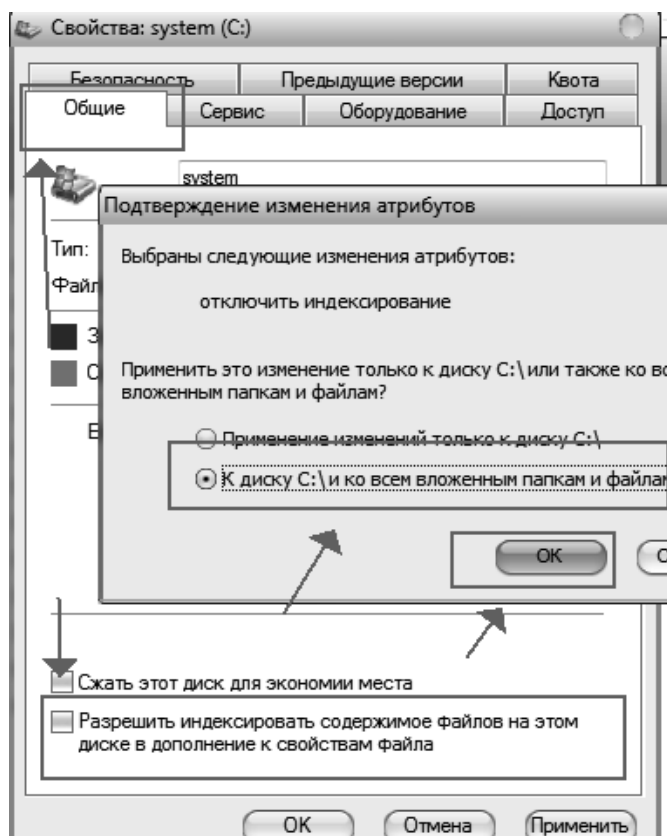 Свойства: system (C:)
Безопасность Предыдущие версии Квота
Общие Сервис Оборудование Доступ
system
Подтверждение изменения атрибутов
Тип:
Выбраны следующие изменения атрибутов:
отключить индексирование
Применить это изменение только к диску C:\ или также ко
вложенным папкам и файлам?
Применение изменений только к диску C:\
К диску C:\ и ко всем вложенным папкам и
OK
Сжать этот диск для экономии места
Разрешить индексировать содержимое файлов на этом
диске в дополнение к свойствам файла
OK Отмена Применить